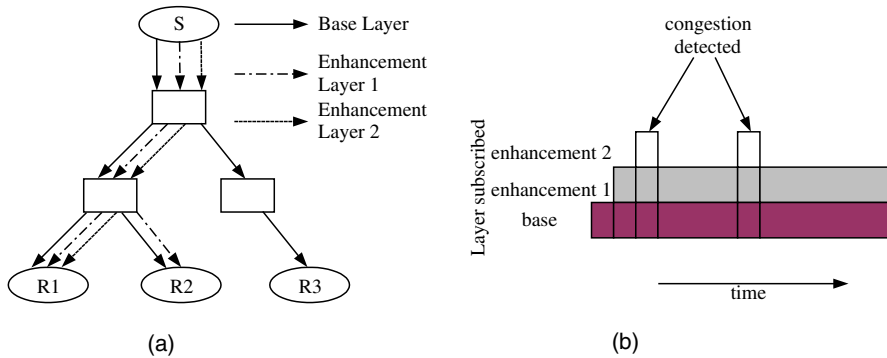 S
Base Layer
Enhancement
Layer 1
Enhancement
Layer 2
R1
R2
R3
(a)
congestion
detected
Layer subscribed
enhancement 2
enhancement 1
base
time
(b)